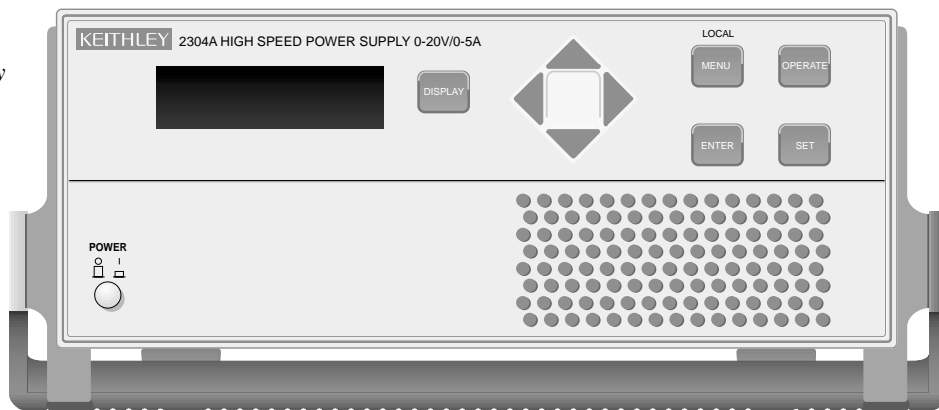 KEITHLEY 2304A HIGH SPEED POWER SUPPLY 0-20V/0-5A
LOCAL
y
DISPLAY
MENU
OPERATE
ENTER
SET
POWER
O I